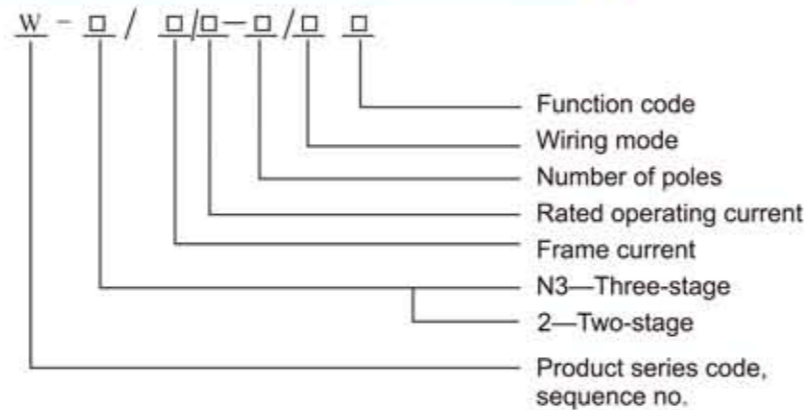 W - □ / □/□-□/□ □
Function code
Wiring mode
Number of poles
Rated operating current
Frame current
N3—Three-stage
2—Two-stage
Product series code,
sequence no.